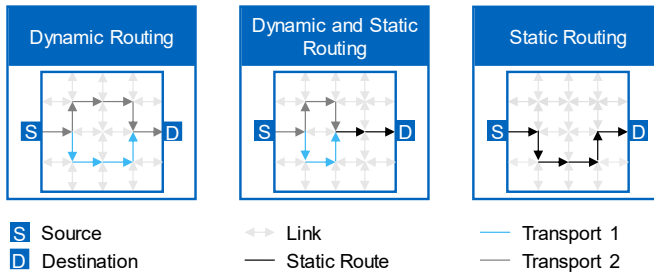 Dynamic Routing
Dynamic and Static
Routing
Static Routing
S D
S D
S D
S Source
Link
Transport 1
D Destination
Static Route
Transport 2